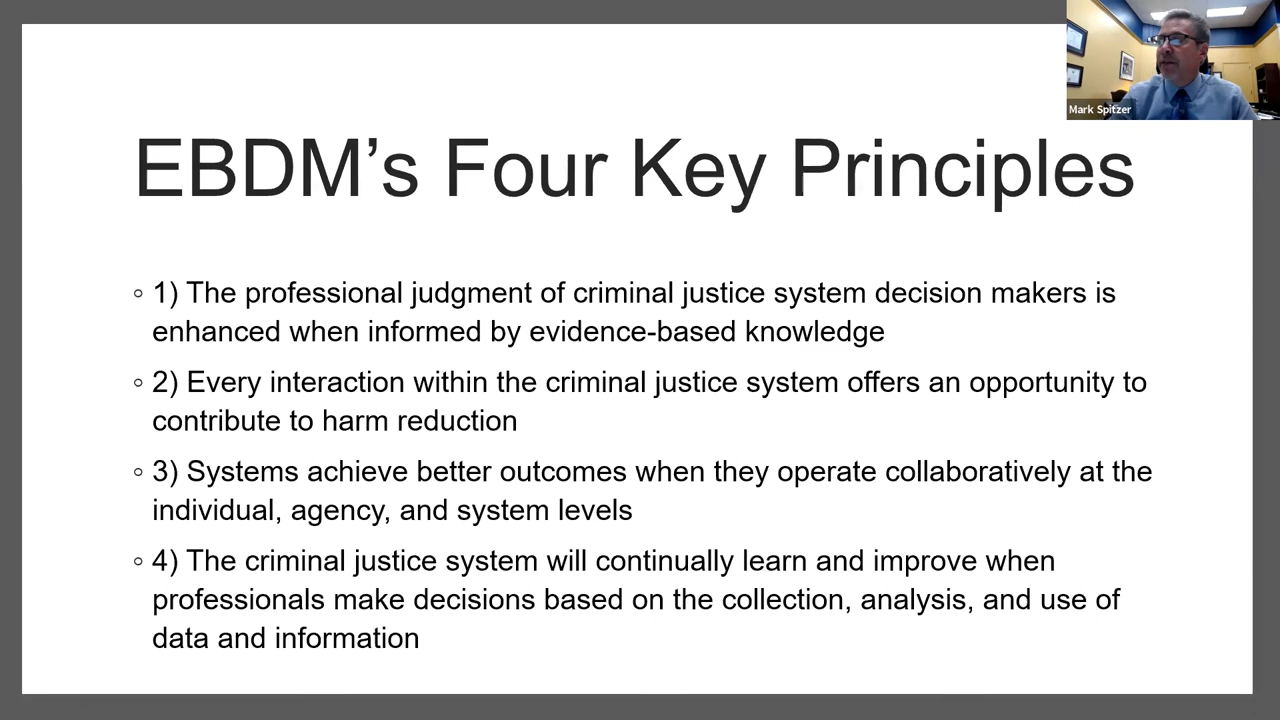 Mark Spitzer
EBDM’s Four Key Principles
◦ 1) The professional judgment of criminal justice system decision makers is
enhanced when informed by evidence-based knowledge
◦ 2) Every interaction within the criminal justice system offers an opportunity to
contribute to harm reduction
◦ 3) Systems achieve better outcomes when they operate collaboratively at the
individual, agency, and system levels
◦ 4) The criminal justice system will continually learn and improve when
professionals make decisions based on the collection, analysis, and use of
data and information